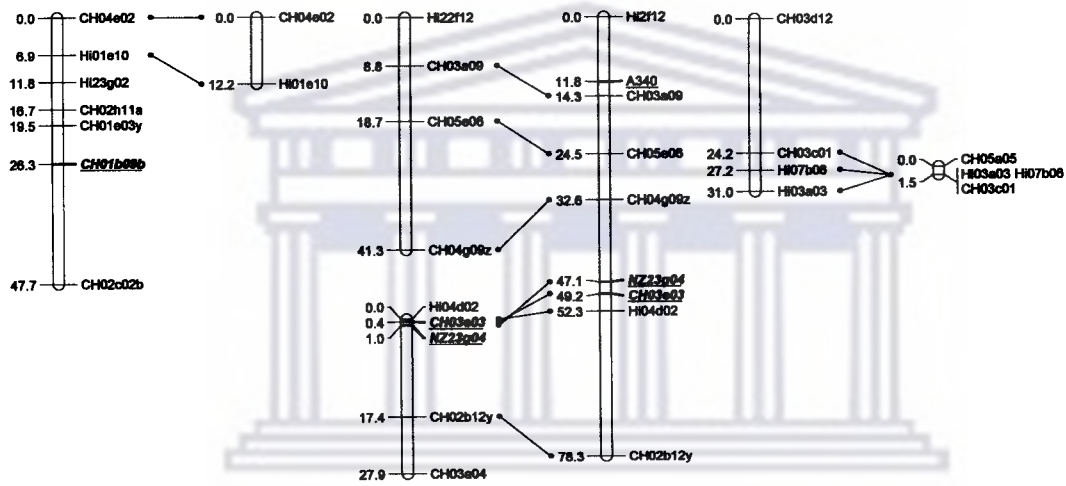 0.0 CH04e02
6.9 Hi01e10
11.8 Hi23g02
16.7 CH02h11a
19.5 CH01e03y
26.3 CH01b09b
47.7 CH02c02b
0.0 CH04e02
12.2 Hi01e10
0.0 Hi22f12
8.8 CH03a09
18.7 CH05e06
41.3 CH04g09z
0.0 Hi04d02
0.4 CH03e03
1.0 NZ23g04
17.4 CH02b12y
27.9 CH03e04
0.0 Hi2f12
11.8 A340
14.3 CH03a09
24.5 CH05e06
32.6 CH04g09z
47.1 NZ23g04
49.2 CH03e03
52.3 Hi04d02
78.3 CH02b12y
0.0 CH03d12
24.2 CH03c01
27.2 Hi07b06
31.0 Hi03a03
0.0 CH05a05
1.5 Hi03a03 Hi07b06
CH03c01